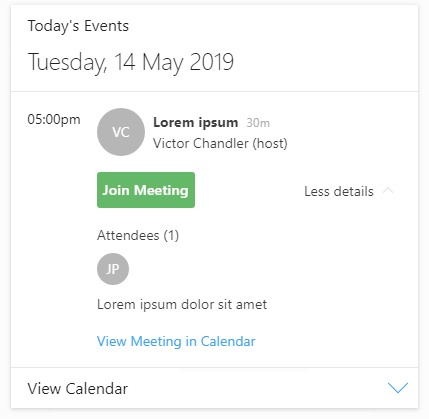 Today's Events
Tuesday, 14 May 2019
05:00pm
VC
Lorem ipsum 30m
Victor Chandler (host)
Join Meeting
Less details
Attendees (1)
JP
Lorem ipsum dolor sit amet
View Meeting in Calendar
View Calendar